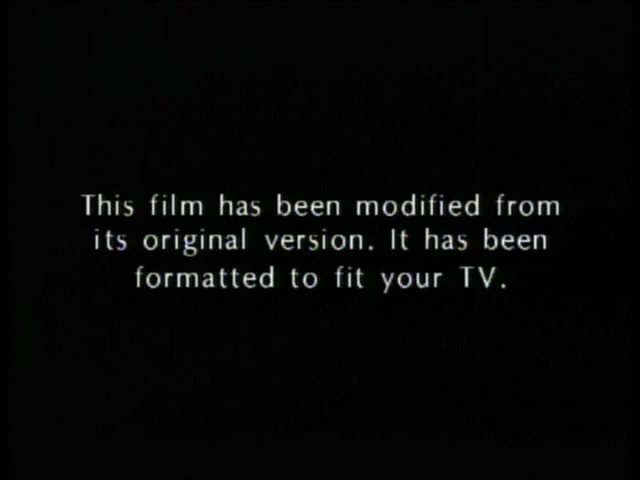 This film has been modified from
its original version. It has been
formatted to fit your TV.